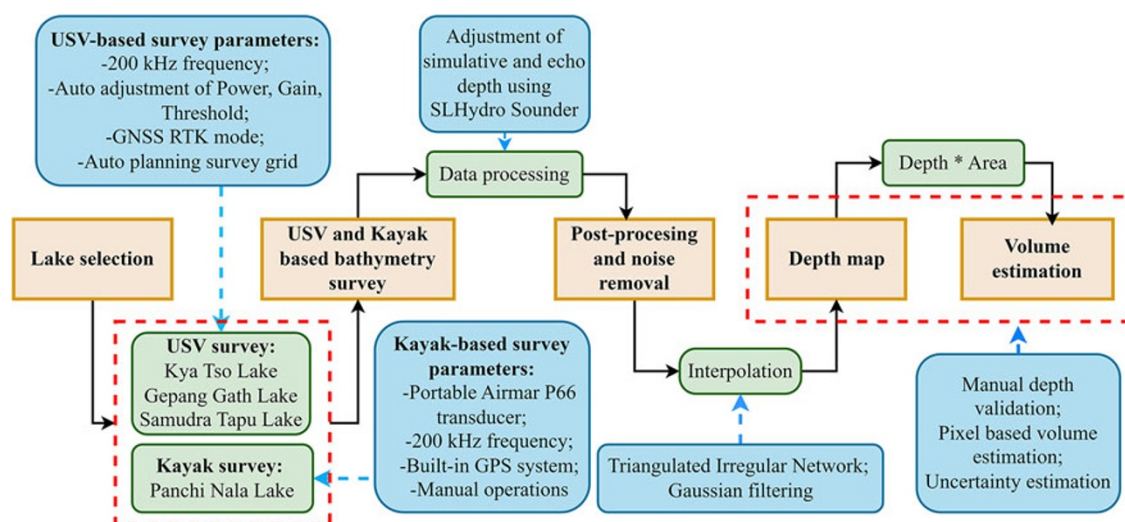 USV-based survey parameters:
-200 kHz frequency;
-Auto adjustment of Power, Gain,
Threshold;
-GNSS RTK mode;
-Auto planning survey grid
Adjustment of
simulative and echo
depth using
SLHydro Sounder
Data processing
Depth * Area
Lake selection
USV and Kayak
based bathymetry
survey
Post-procesing
and noise
removal
Depth map
Volume
estimation
USV survey:
Kya Tso Lake
Gepang Gath Lake
Samudra Tapu Lake
Kayak survey:
Panchi Nala Lake
Kayak-based survey
parameters:
-Portable Airmar P66
transducer;
-200 kHz frequency;
-Built-in GPS system;
-Manual operations
Interpolation
Triangulated Irregular Network;
Gaussian filtering
Manual depth
validation;
Pixel based volume
estimation;
Uncertainty estimation